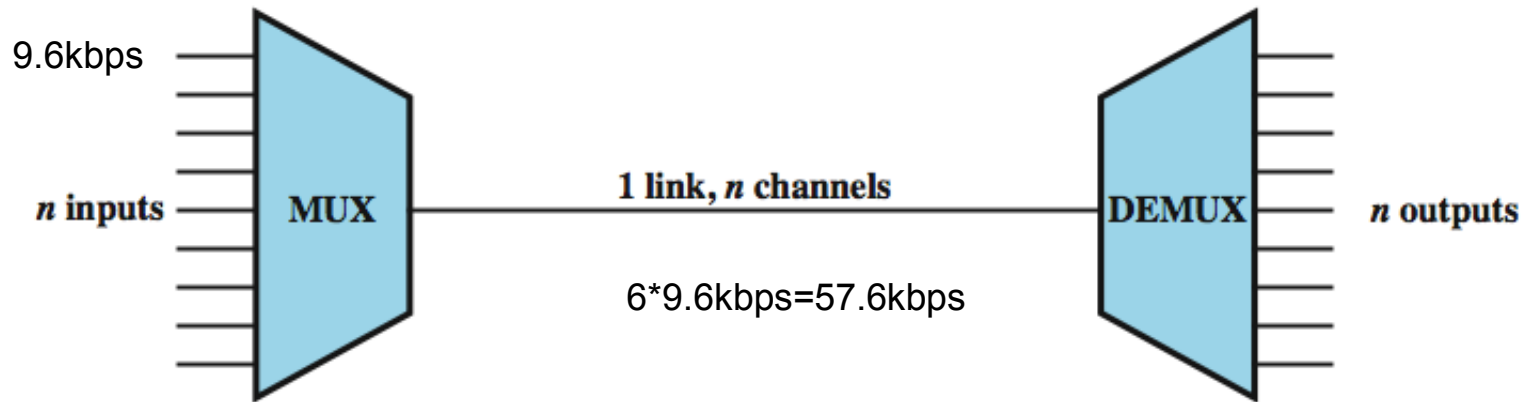 9.6kbps
n inputs
MUX
1 link, n channels
6*9.6kbps=57.6kbps
DEMUX
n outputs